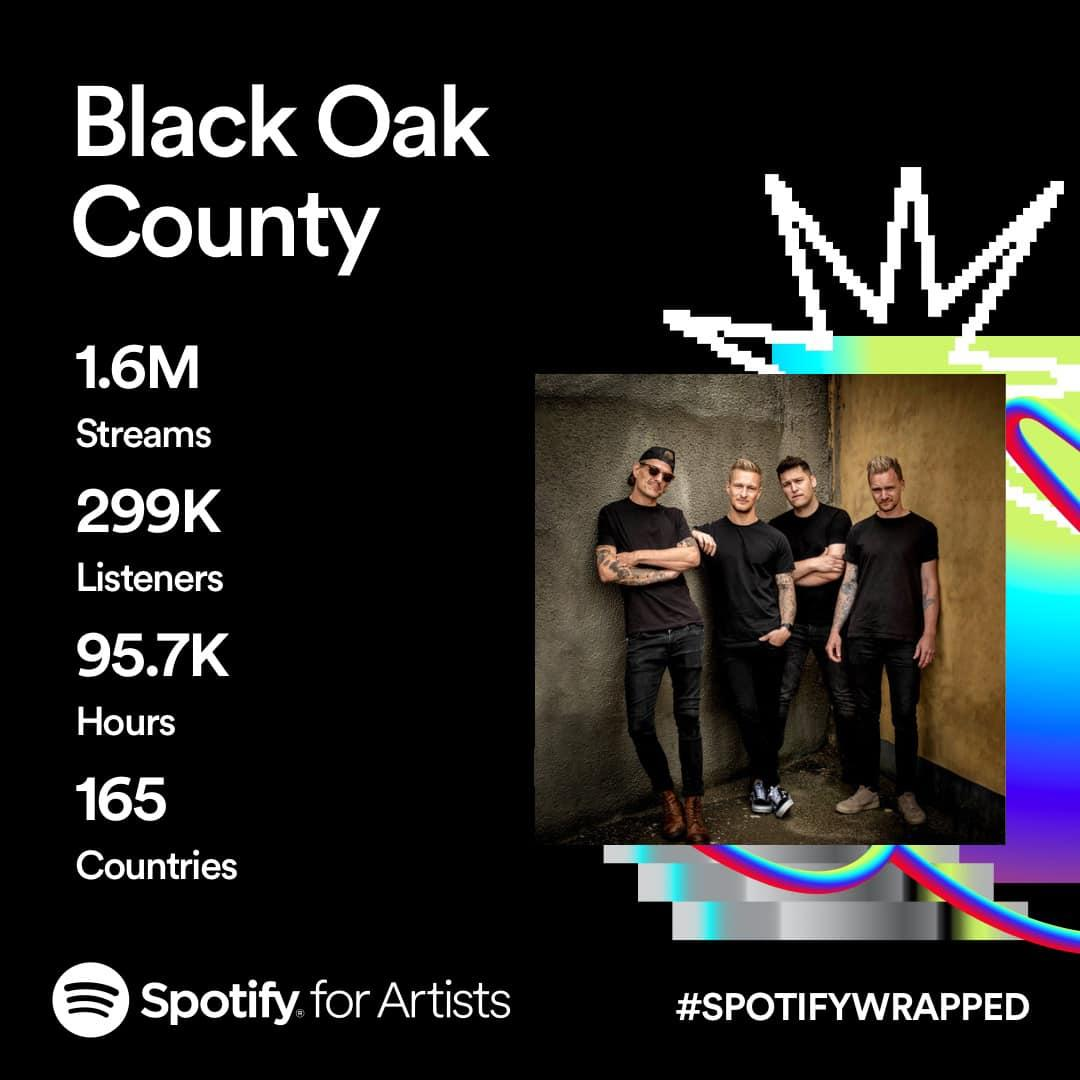 Black Oak
County
1.6M
Streams
299K
Listeners
95.7K
Hours
165
Countries
Spotify® for Artists
#SPOTIFYWRAPPED